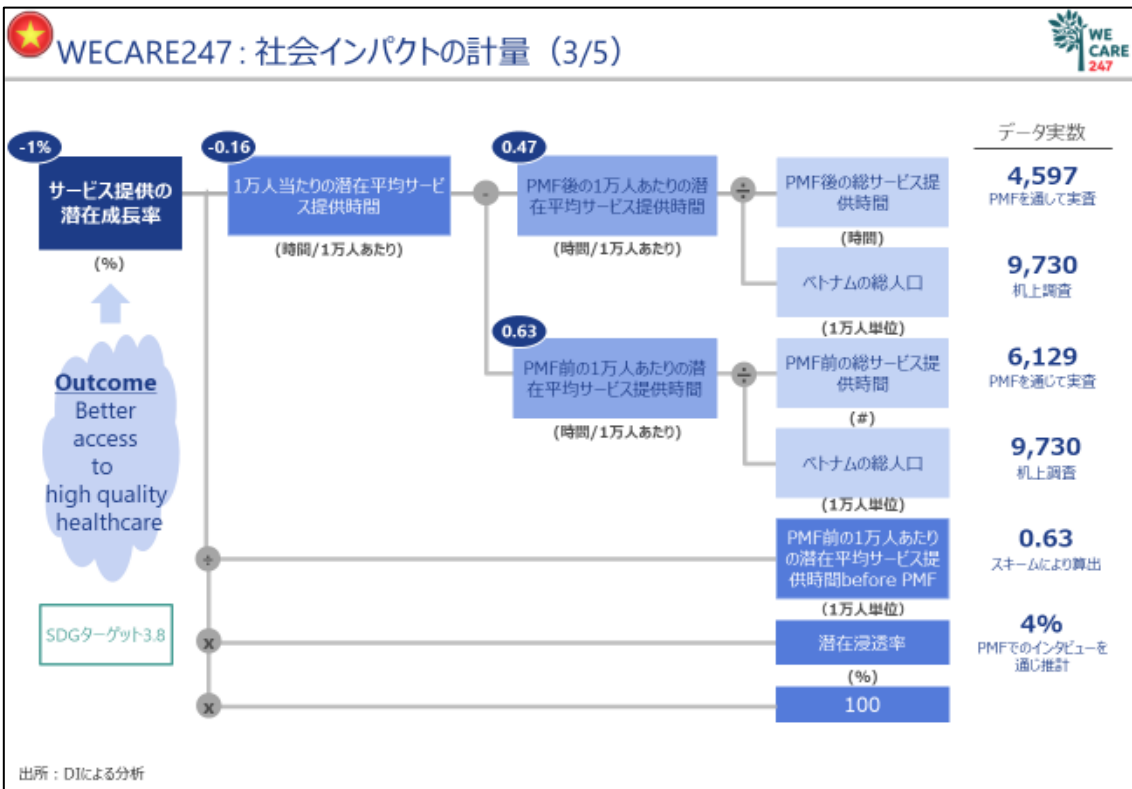 WECARE247 : 社会インパクトの計量（3/5）
WE
CARE
247
データ実数
-1%
サービス提供の
潜在成長率
(%)
-0.16
1万人当たりの潜在平均サービ
ス提供時間
(時間/1万人あたり)
-
0.47
PMF後の1万人あたりの潜
在平均サービス提供時間
(時間/1万人あたり)
÷
PMF後の総サービス提
供時間
(時間)
4,597
PMFを通して実査
ベトナムの総人口
(1万人単位)
9,730
机上調査
0.63
PMF前の1万人あたりの潜
在平均サービス提供時間
(時間/1万人あたり)
÷
PMF前の総サービス提
供時間
(#)
6,129
PMFを通じて実査
ベトナムの総人口
(1万人単位)
9,730
机上調査
Outcome
Better
access
to
high quality
healthcare
÷
PMF前の1万人あたり
の潜在平均サービス提
供時間before PMF
(1万人単位)
0.63
スキームにより算出
SDGターゲット3.8
x
潜在浸透率
(%)
4%
PMFでのインタビューを
通じ推計
x
100
出所：DIによる分析